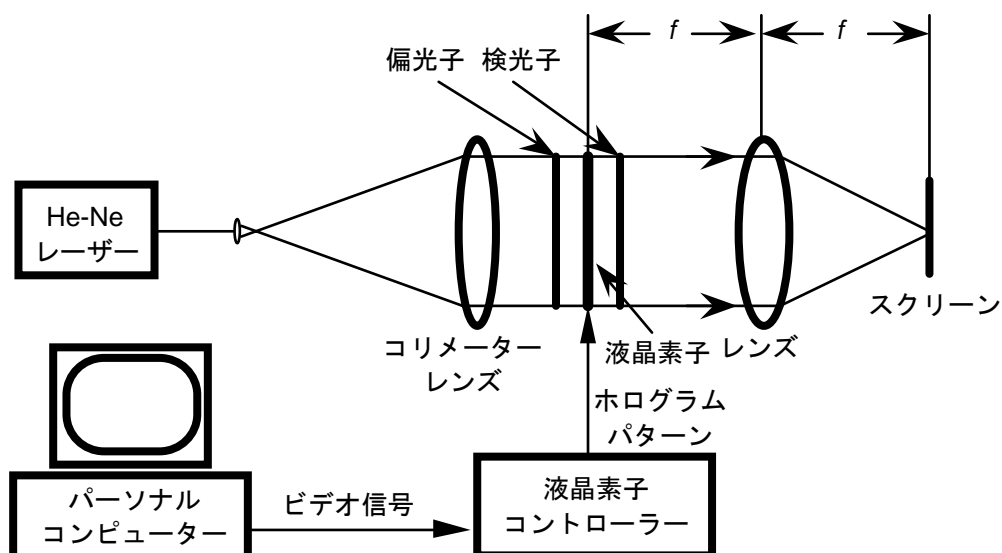 f
f
偏光子 検光子
He-Ne
レーザー
スクリーン
コリメーター
レンズ
液晶素子
レンズ
ホログラム
パターン
パーソナル
コンピューター
ビデオ信号
液晶素子
コントローラー